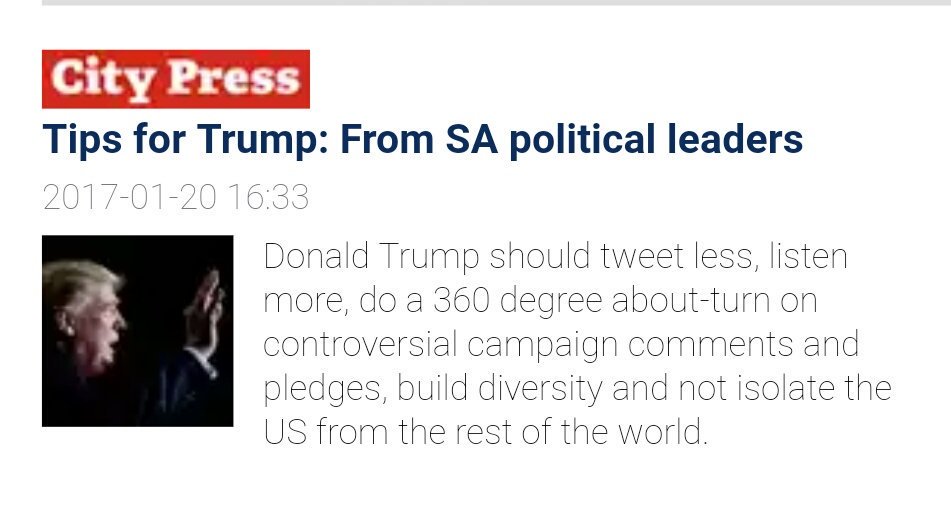 City Press
Tips for Trump: From SA political leaders
2017-01-20 16:33
Donald Trump should tweet less, listen
more, do a 360 degree about-turn on
controversial campaign comments and
pledges, build diversity and not isolate the
US from the rest of the world.